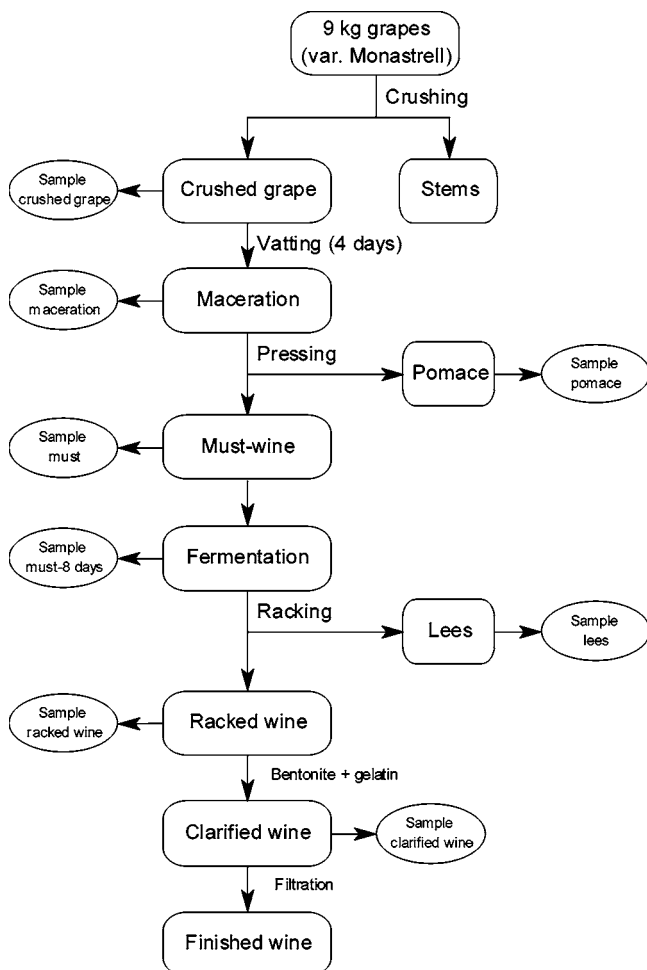 9 kg grapes
(var. Monastrell)
Crushing
Sample
crushed grape
Crushed grape
Stems
Vatting (4 days)
Sample
maceration
Maceration
Pressing
Pomace
Sample
pomace
Sample
must
Must-wine
Sample
must-8 days
Fermentation
Racking
Lees
Sample
lees
Sample
racked wine
Racked wine
Bentonite + gelatin
Clarified wine
Sample
clarified wine
Filtration
Finished wine